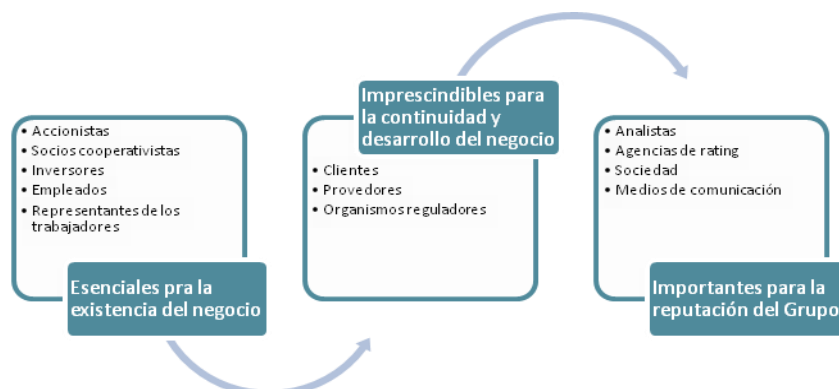 • Accionistas
• Socios cooperativistas
• Inversores
• Empleados
• Representantes de los
trabajadores
Esenciales pra la
existencia del negocio
Imprescindibles para
la continuidad y
desarrollo del negocio
• Clientes
• Provedores
• Organismos reguladores
• Analistas
• Agencias de rating
• Sociedad
• Medios de comunicación
Importantes para la
reputación del Grupo